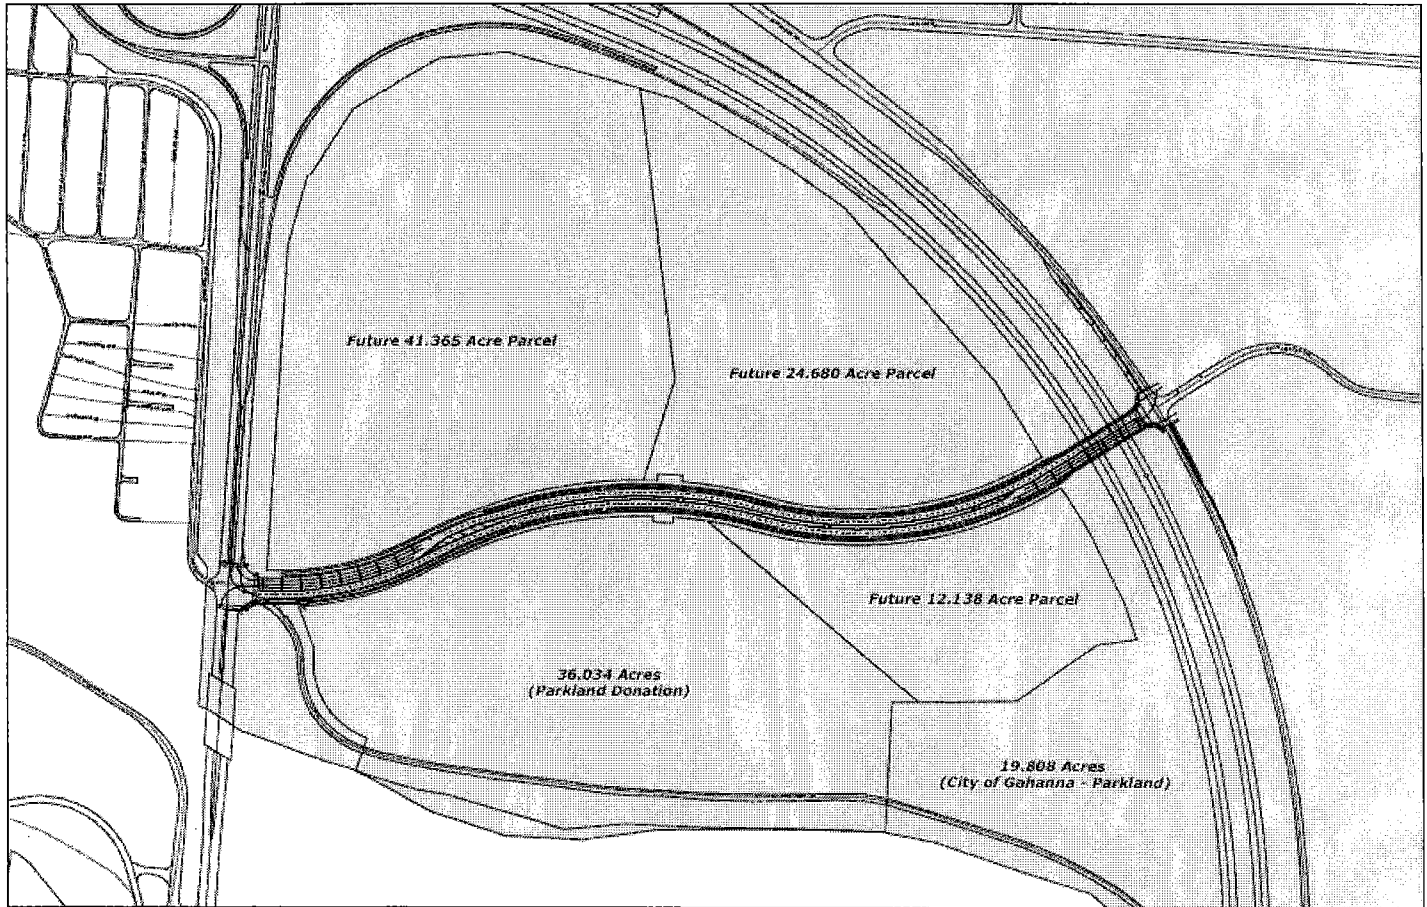 Future 41.365 Acre Parcel
Future 24.680 Acre Parcel
Future 12.138 Acre Parcel
36.034 Acres
(Parkland Donation)
19.808 Acres
(City of Gahanna - Parkland)